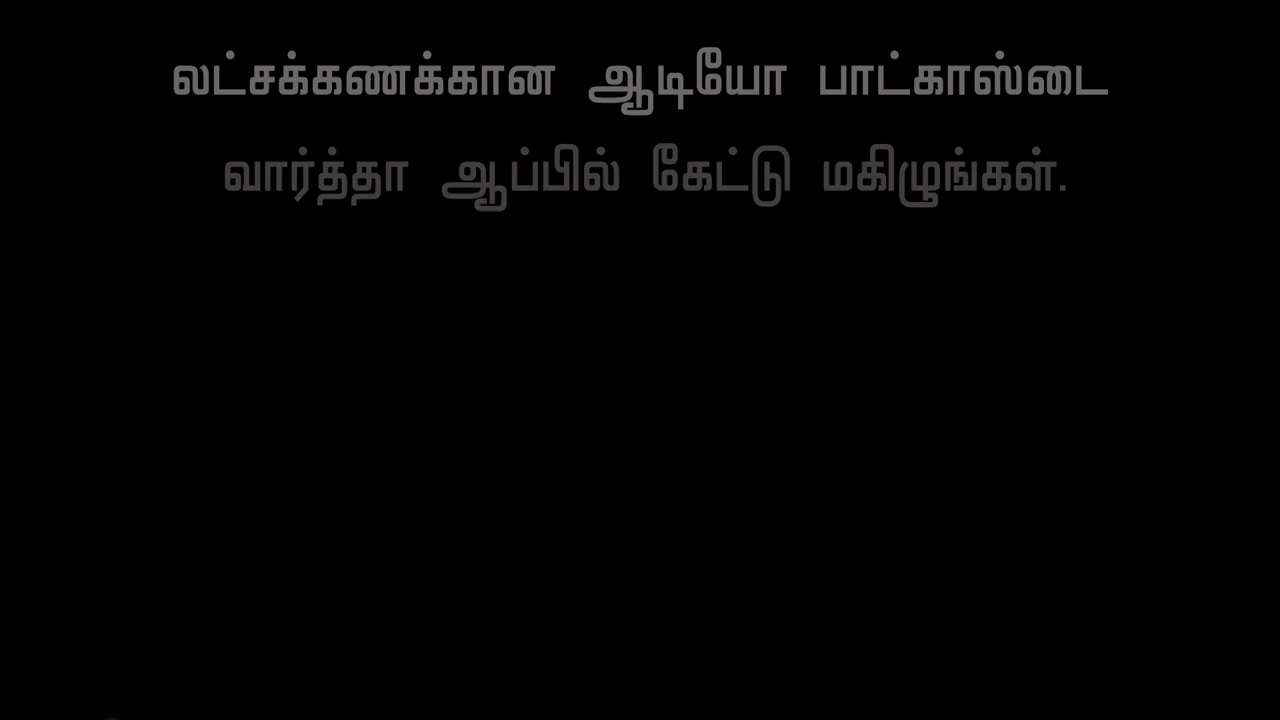 லட்சக்கணக்கான ஆடியோ பாட்காஸ்டை
வார்த்தா ஆப்பில் கேட்டு மகிழுங்கள்.